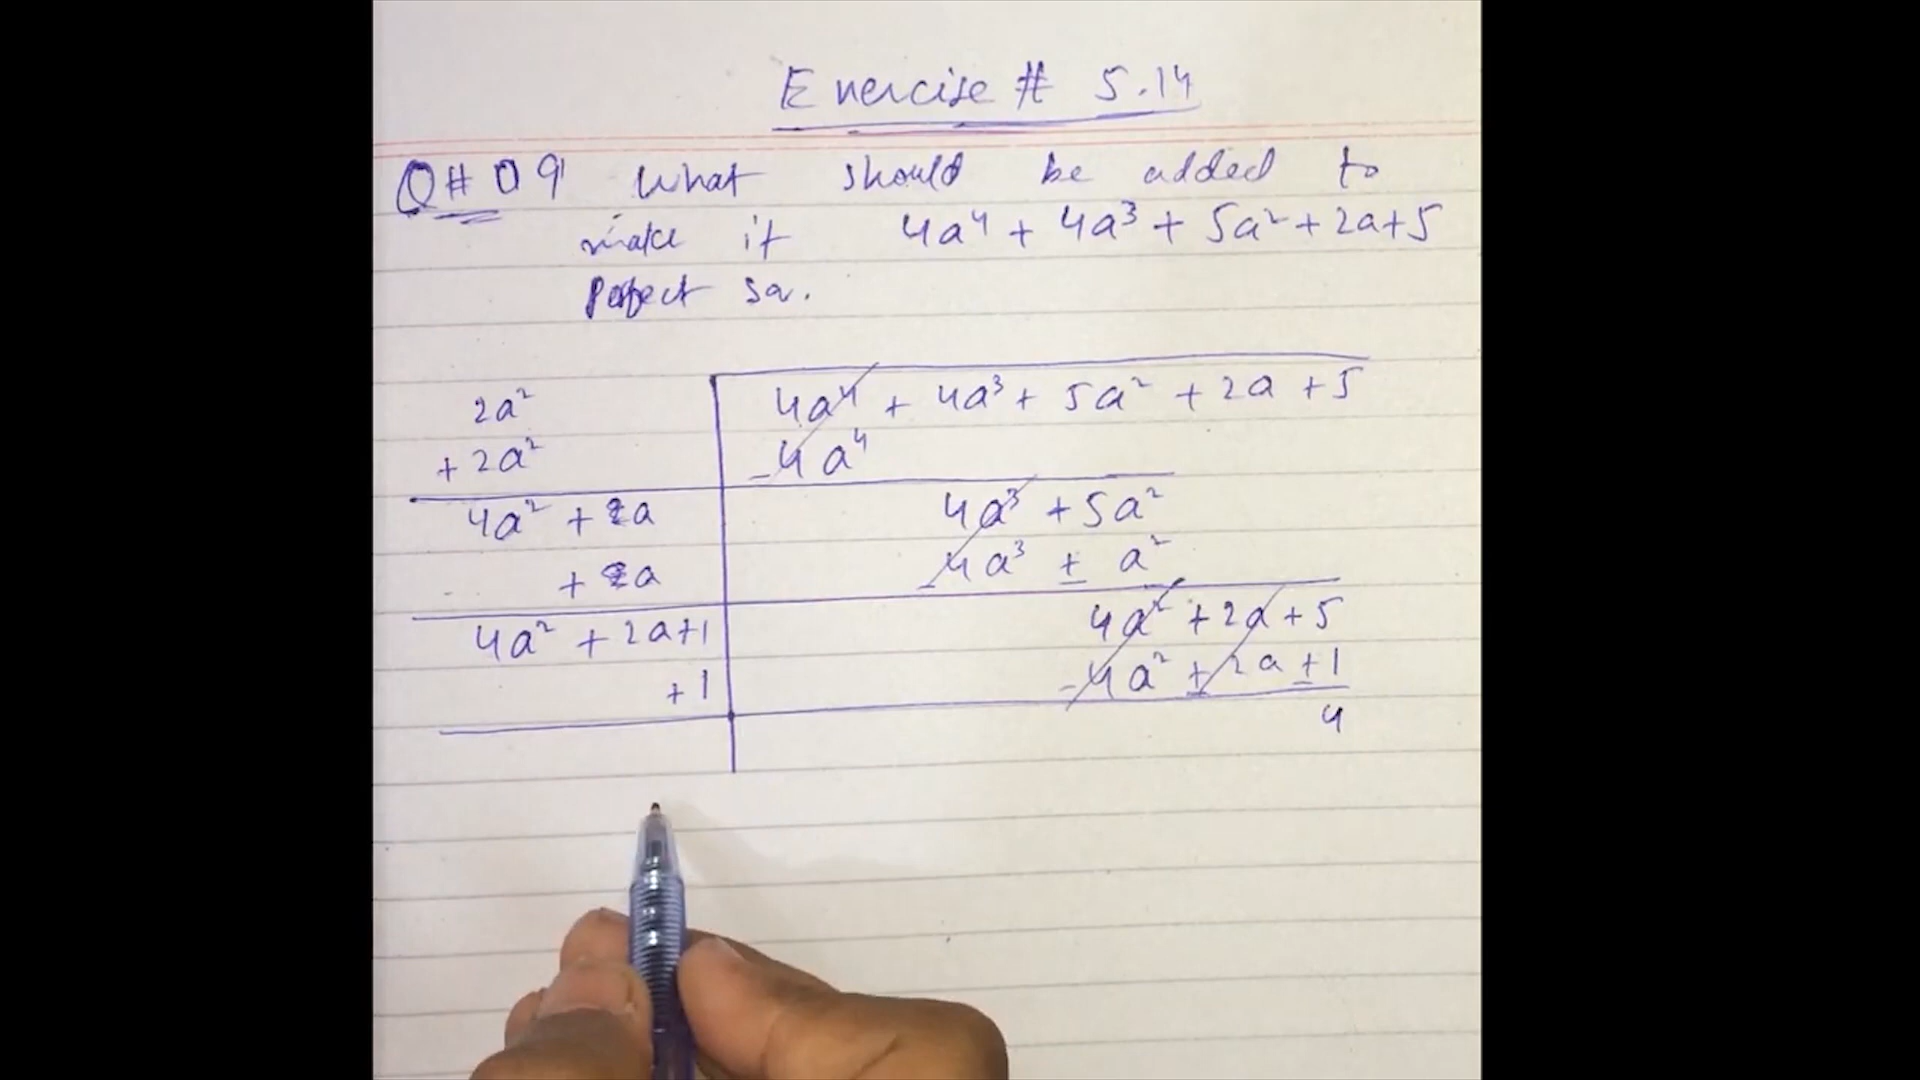 Exercise # 5.14
Q# 09 What should be added to
make it 4a⁴ + 4a³ + 5a² + 2a + 5
Perfect sq.
2a² 4a⁴ + 4a³ + 5a² + 2a + 5
+ 2a² - 4a⁴
4a² + a 4a³ + 5a²
+ a - 4a³ ± a²
4a² + 2a + 1 4a² + 2a + 5
+ 1 - 4a² ± 2a ± 1
4